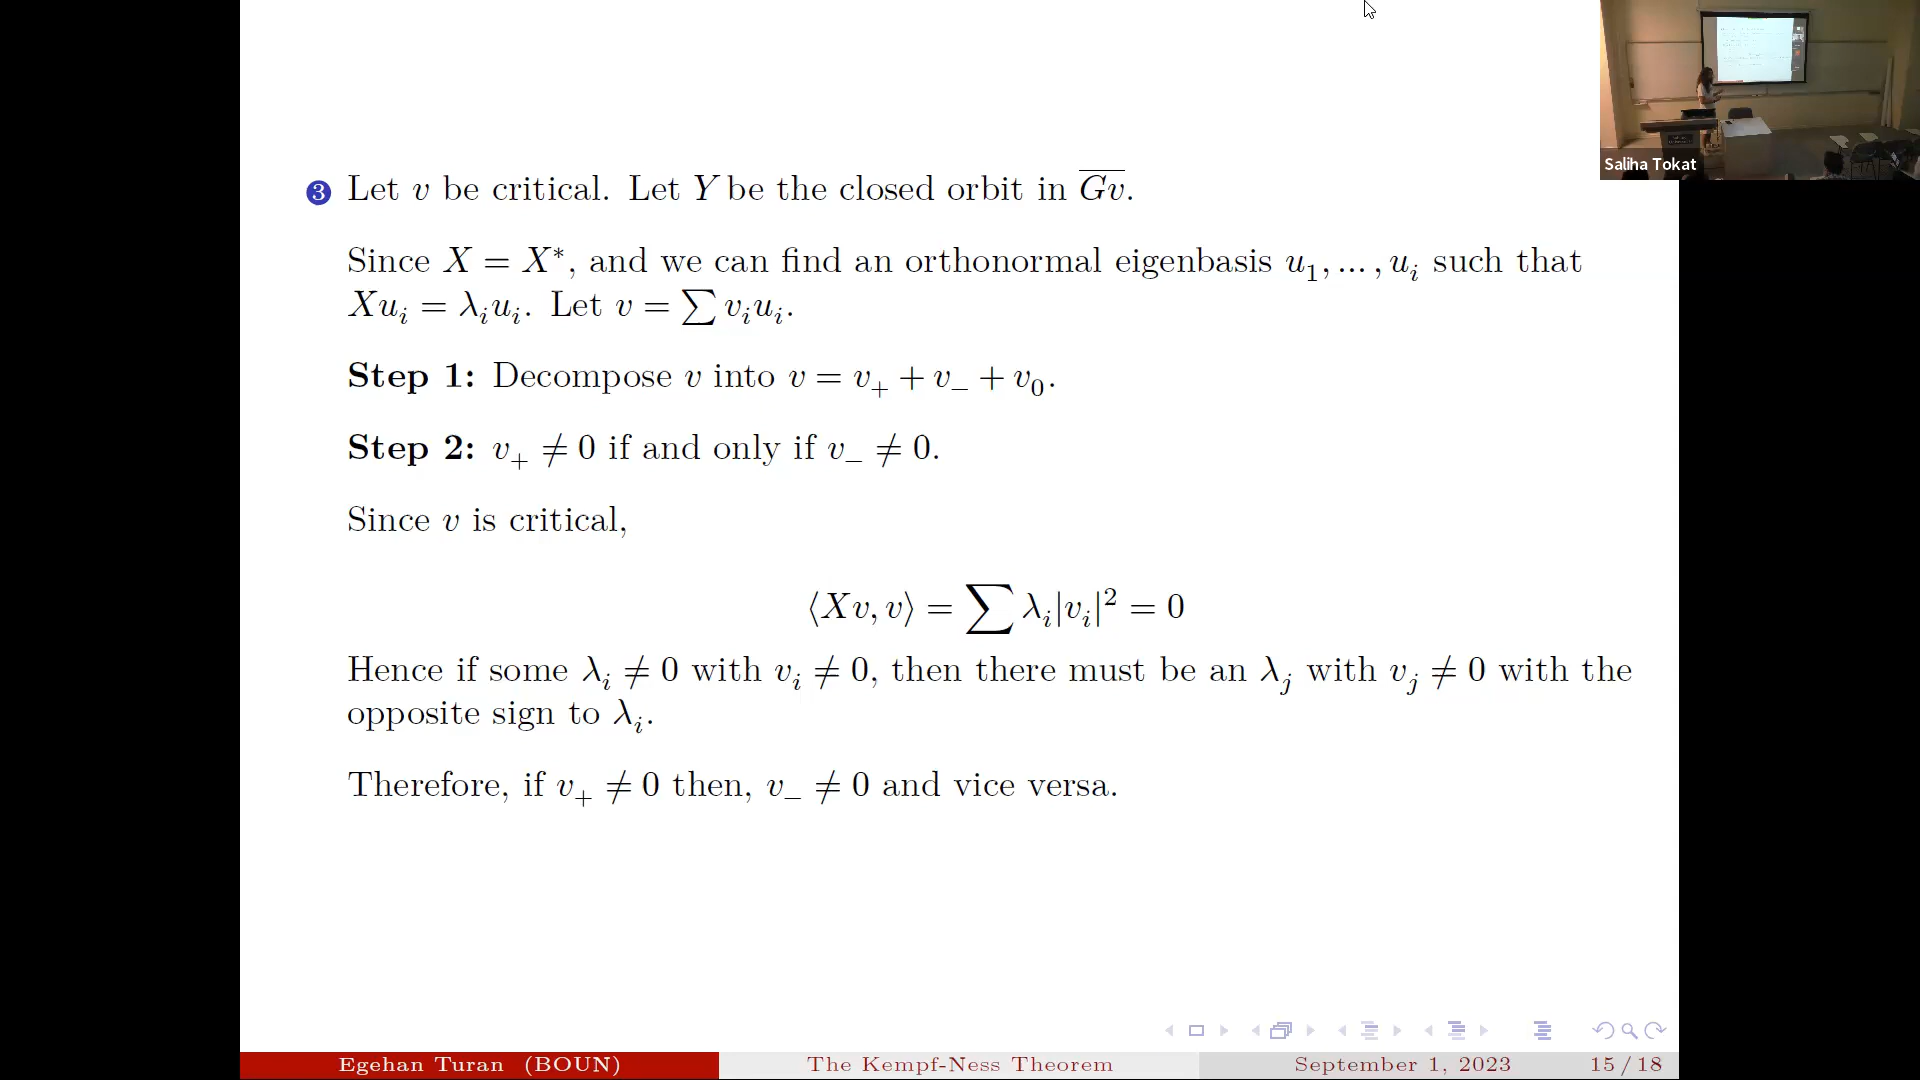 Saliha Tokat
3 Let v be critical. Let Y be the closed orbit in \overline{Gv}.
Since X = X*, and we can find an orthonormal eigenbasis u₁, ..., uᵢ such that
Xuᵢ = λᵢuᵢ. Let v = ∑ vᵢuᵢ.
Step 1: Decompose v into v = v₊ + v₋ + v₀.
Step 2: v₊ ≠ 0 if and only if v₋ ≠ 0.
Since v is critical,
⟨Xv, v⟩ = ∑ λᵢ|vᵢ|² = 0
Hence if some λᵢ ≠ 0 with vᵢ ≠ 0, then there must be an λⱼ with vⱼ ≠ 0 with the
opposite sign to λᵢ.
Therefore, if v₊ ≠ 0 then, v₋ ≠ 0 and vice versa.
Egehan Turan (BOUN) The Kempf-Ness Theorem September 1, 2023 15 / 18